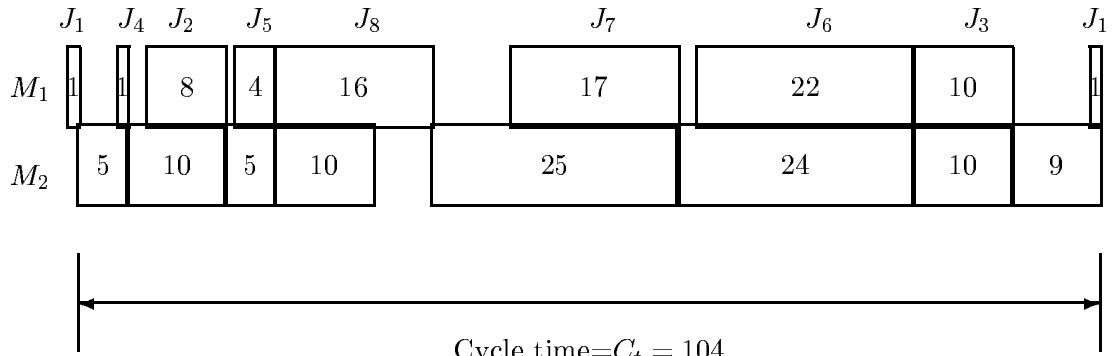 J₁ J₄ J₂ J₅ J₈ J₇ J₆ J₃ J₁
M₁ 1 1 8 4 16 17 22 10 1
M₂ 5 10 5 10 25 24 10 9
Cycle time=Cₜ = 104